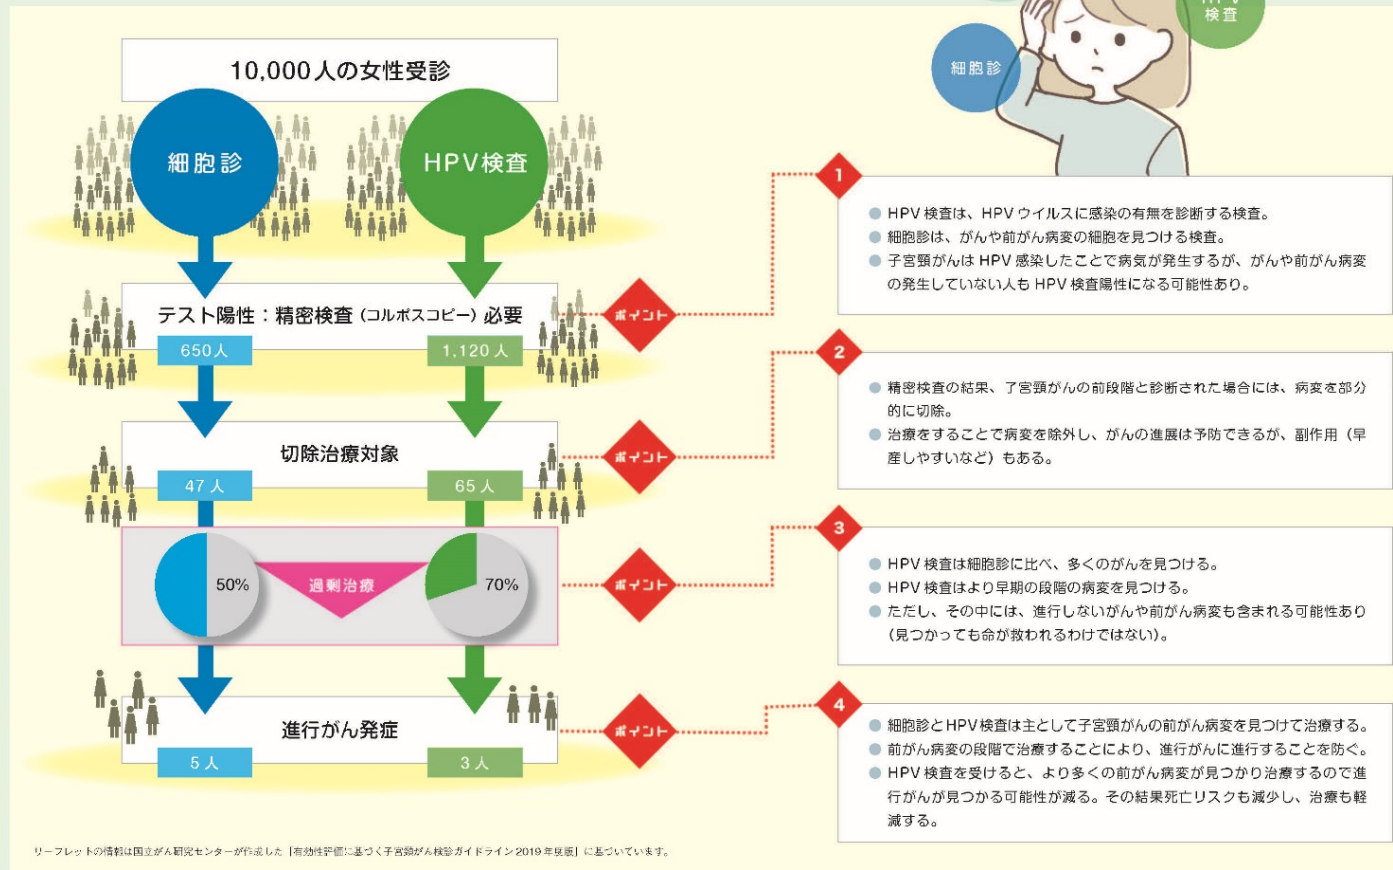 検査
細胞診
10,000人の女性受診
細胞診
HPV検査
テスト陽性：精密検査（コルポスコピー）必要
650人
1,120人
切除治療対象
47人
65人
50%
過剰治療
70%
進行がん発症
5人
3人
ポイント
1
● HPV検査は、HPVウイルスに感染の有無を診断する検査。
● 細胞診は、がんや前がん病変の細胞を見つける検査。
● 子宮頸がんはHPV感染したことで病気が発生するが、がんや前がん病変
の発生していない人もHPV検査陽性になる可能性あり。
ポイント
2
● 精密検査の結果、子宮頸がんの前段階と診断された場合には、病変を部分
的に切除。
● 治療をすることで病変を除外し、がんの進展は予防できるが、副作用（早
産しやすいなど）もある。
ポイント
3
● HPV検査は細胞診に比べ、多くのがんを見つける。
● HPV検査はより早期の段階の病変を見つける。
● ただし、その中には、進行しないがんや前がん病変も含まれる可能性あり
（見つかっても命が救われるわけではない）。
ポイント
4
● 細胞診とHPV検査は主として子宮頸がんの前がん病変を見つけて治療する。
● 前がん病変の段階で治療することにより、進行がんに進行することを防ぐ。
● HPV検査を受けると、より多くの前がん病変が見つかり治療するので進
行がんが見つかる可能性が減る。その結果死亡リスクも減少し、治療も軽
減する。
リーフレットの情報は国立がん研究センターが作成した「有効性評価に基づく子宮頸がん検診ガイドライン2019年度版」に基づいています。